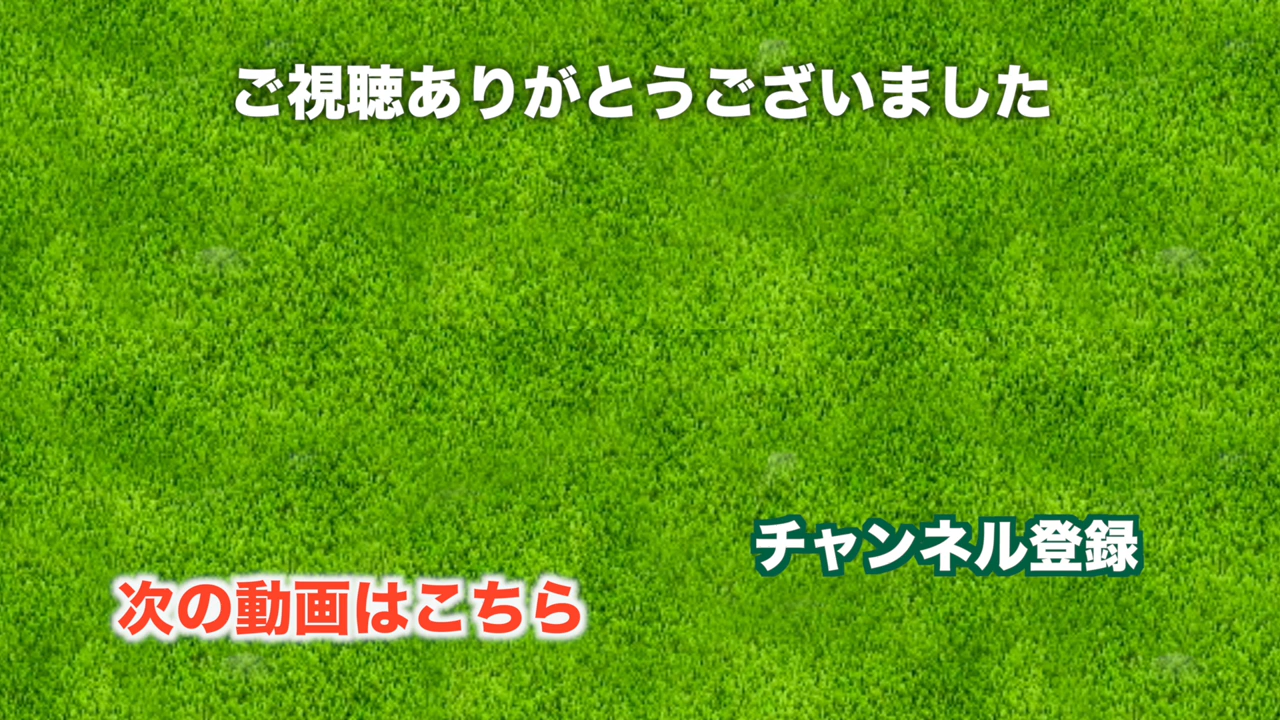 ご視聴ありがとうございました
チャンネル登録
次の動画はこちら